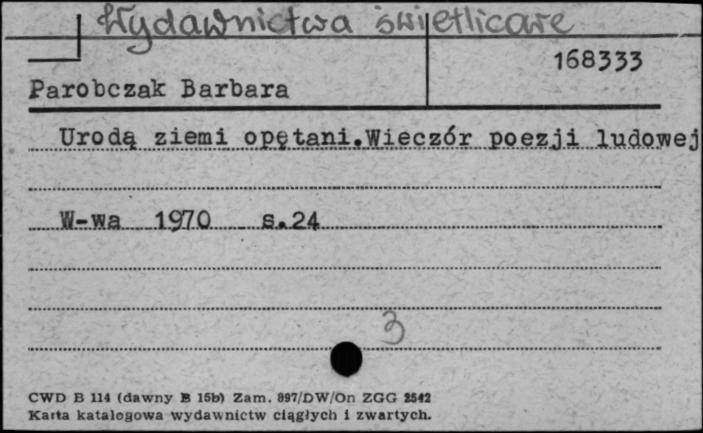 Wydawnictwa świetlicowe
168333
Parobczak Barbara
Urodą ziemi opętani.Wieczór poezji ludowej
W-wa 1970 s.24
3
CWD B 114 (dawny B 15b) Zam. 897/DW/On ZGG 2542
Karta katalogowa wydawnictw ciągłych i zwartych.